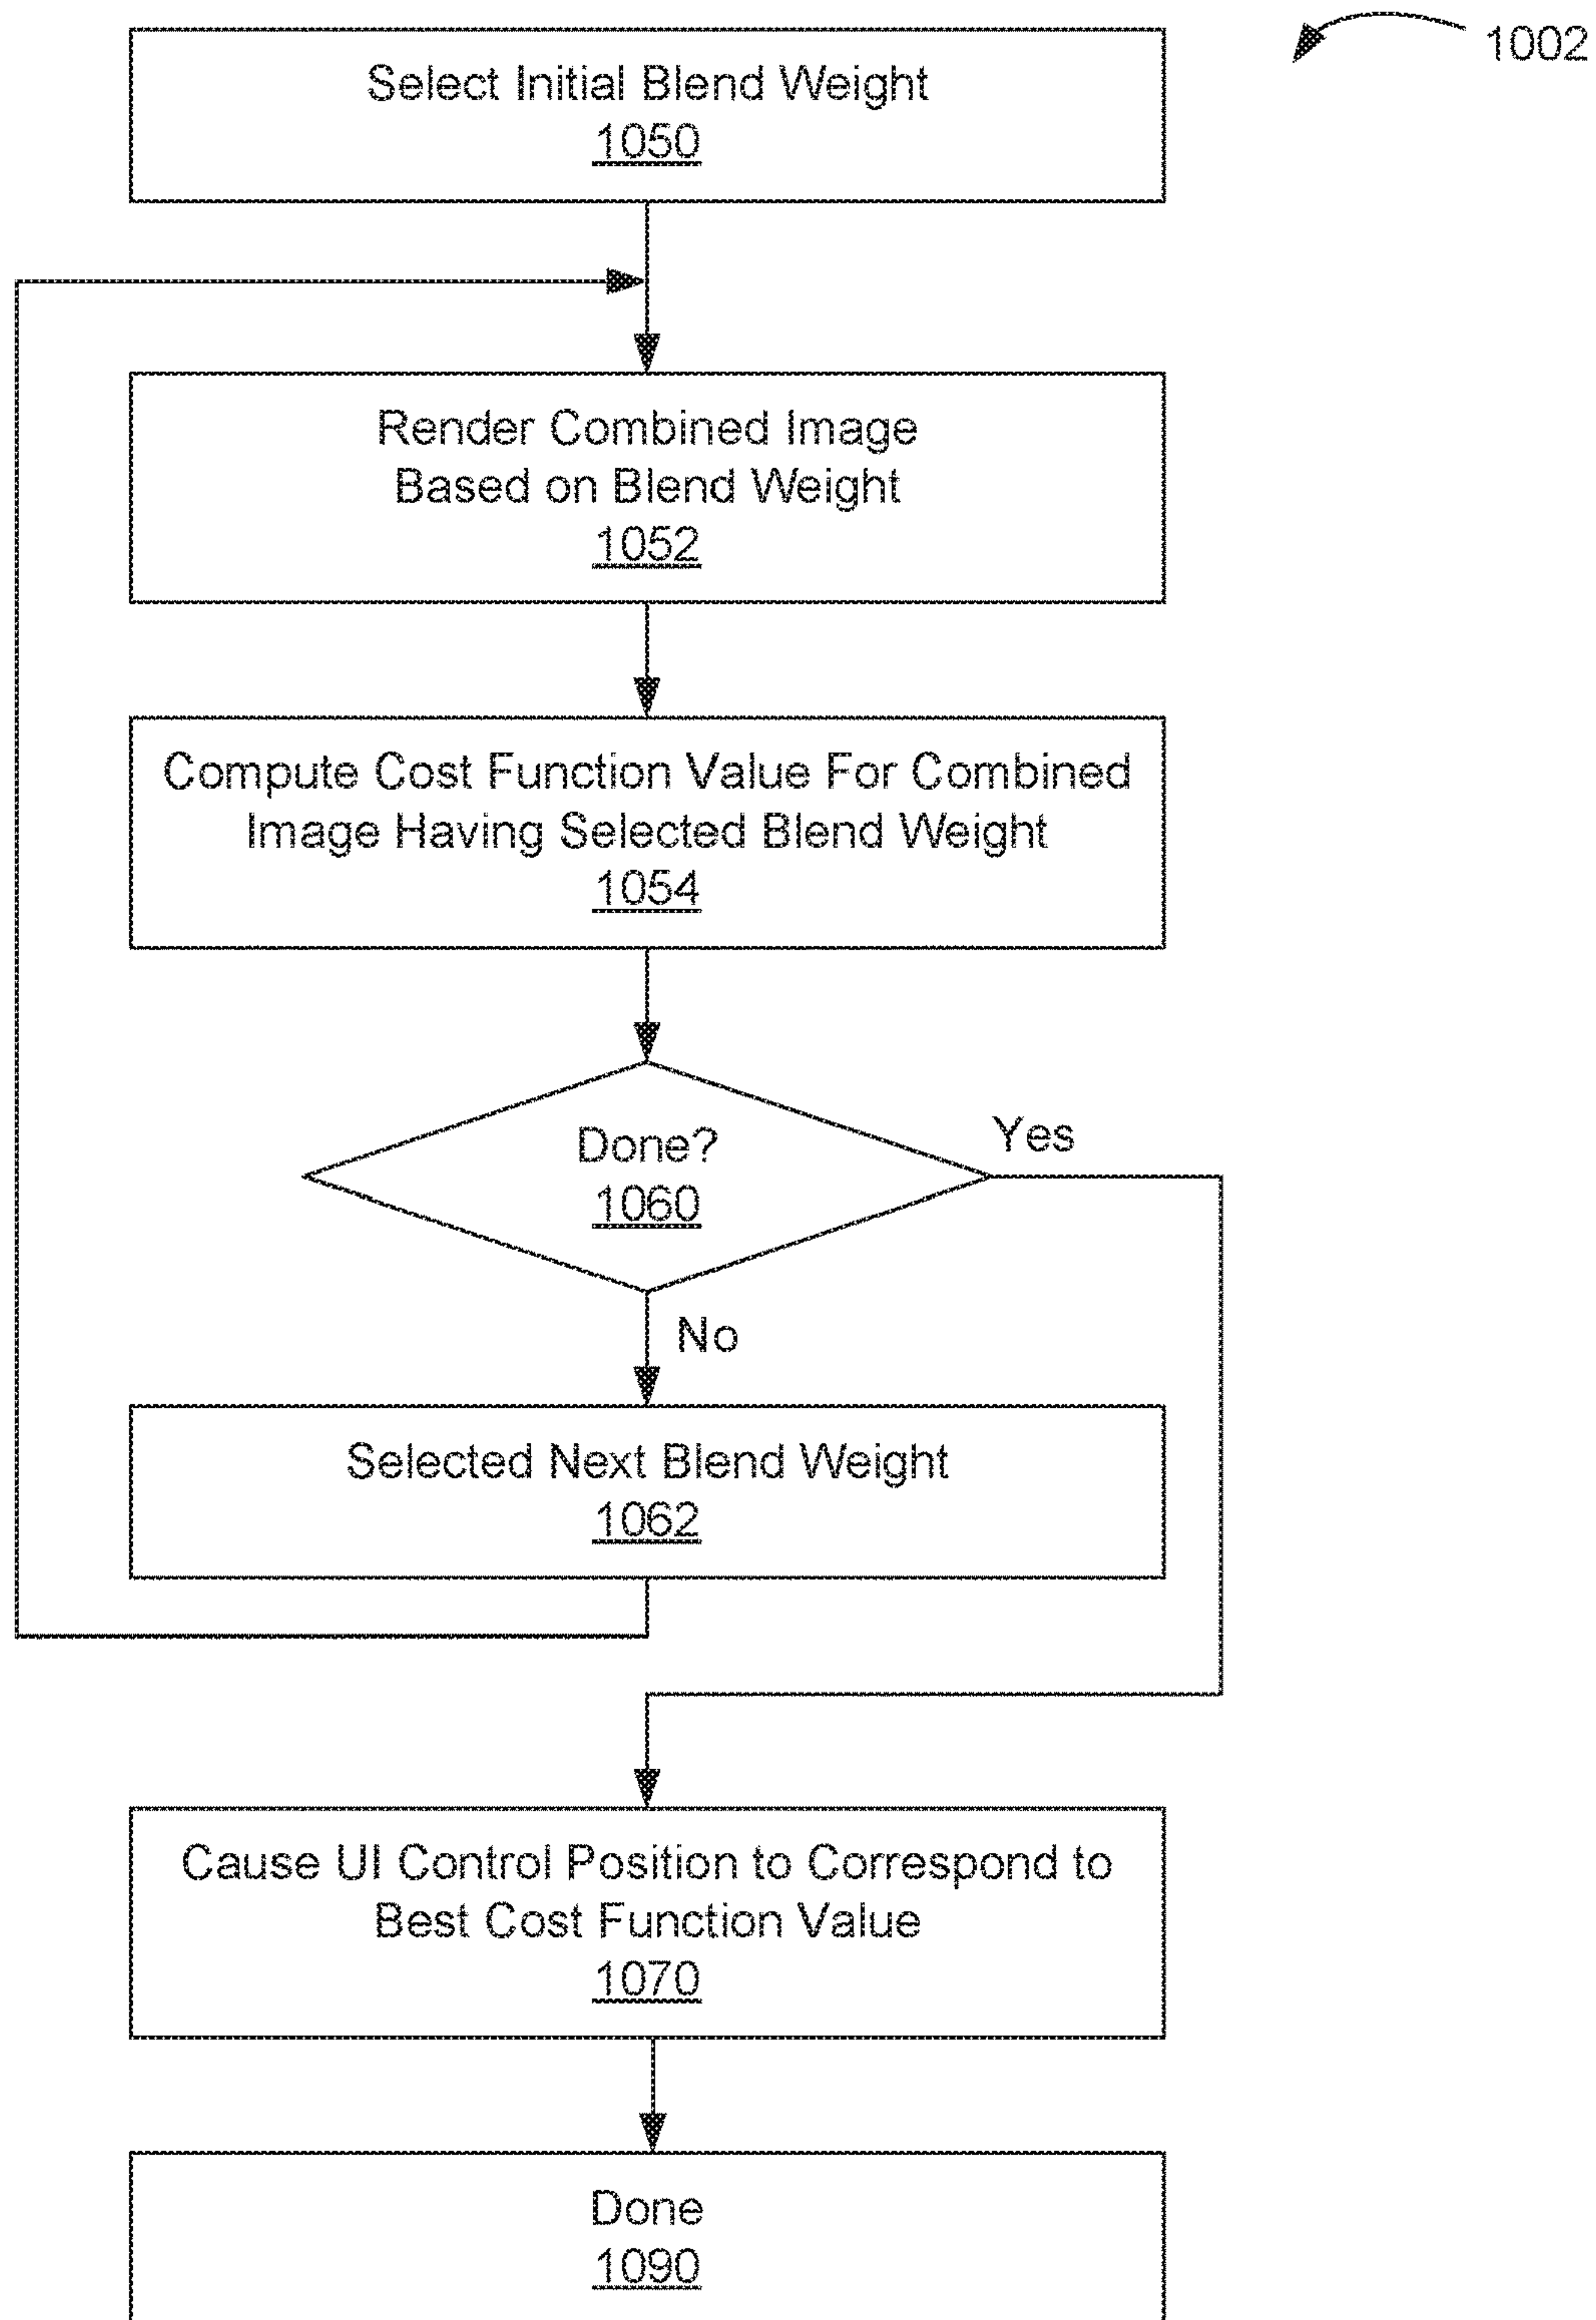 1002
Select Initial Blend Weight
1050
Render Combined Image
Based on Blend Weight
1052
Compute Cost Function Value For Combined
Image Having Selected Blend Weight
1054
Done?
1060
Yes
No
Selected Next Blend Weight
1062
Cause UI Control Position to Correspond to
Best Cost Function Value
1070
Done
1090